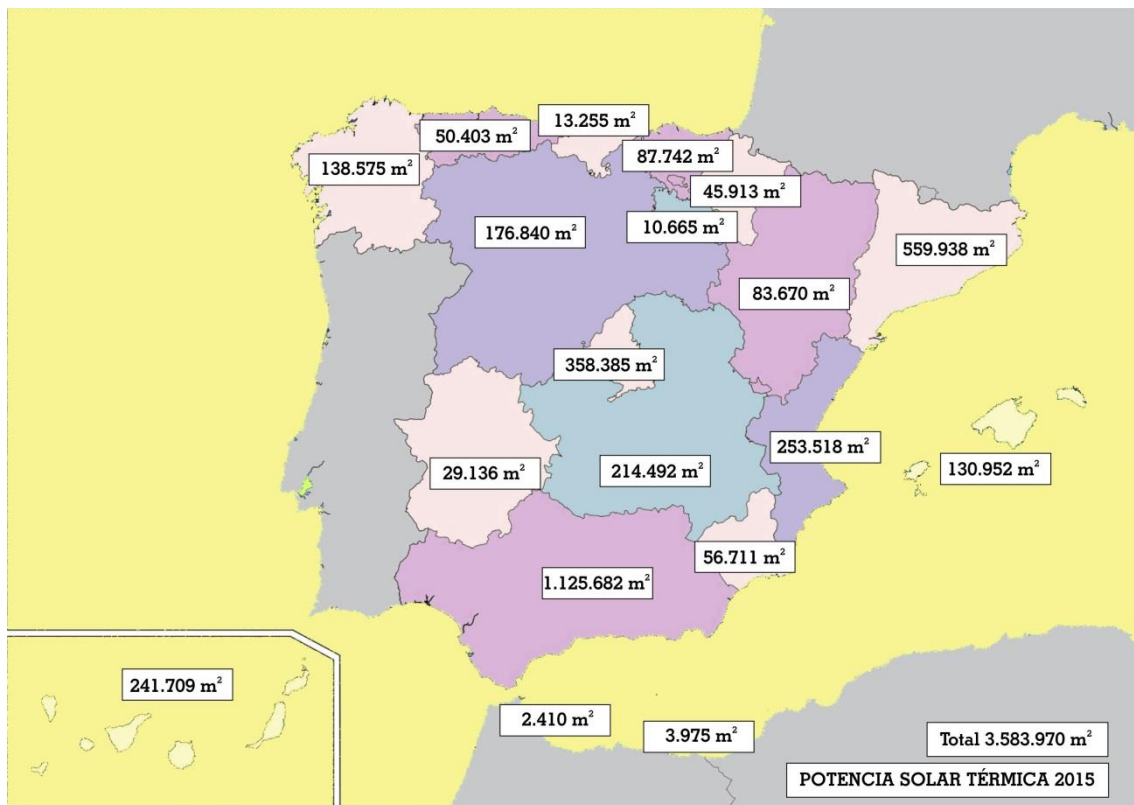 13.255 m²
50.403 m²
87.742 m²
138.575 m²
45.913 m²
176.840 m²
10.665 m²
559.938 m²
83.670 m²
358.385 m²
253.518 m²
29.136 m²
214.492 m²
130.952 m²
56.711 m²
1.125.682 m²
241.709 m²
2.410 m²
3.975 m²
Total 3.583.970 m²
POTENCIA SOLAR TÉRMICA 2015